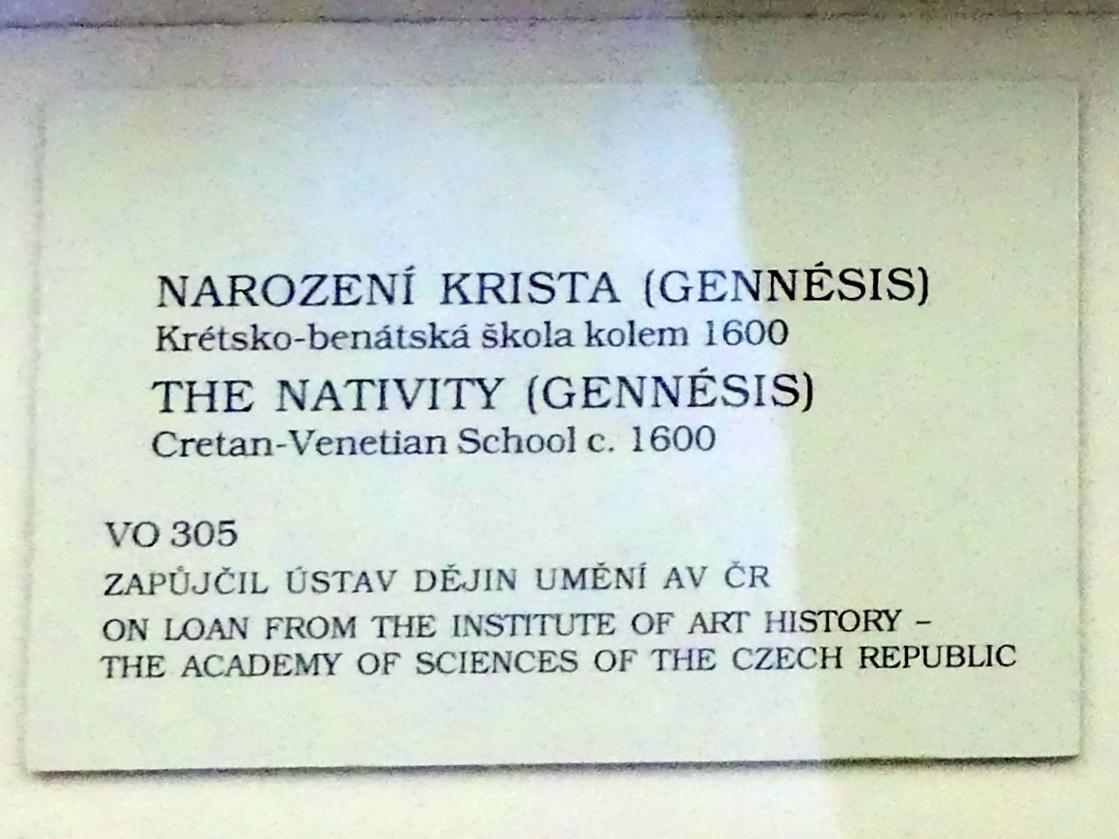 NAROZENÍ KRISTA (GENNÉSIS)
Krétsko-benátská škola kolem 1600
THE NATIVITY (GENNÉSIS)
Cretan-Venetian School c. 1600
VO 305
ZAPŮJČIL ÚSTAV DĚJIN UMĚNÍ AV ČR
ON LOAN FROM THE INSTITUTE OF ART HISTORY –
THE ACADEMY OF SCIENCES OF THE CZECH REPUBLIC